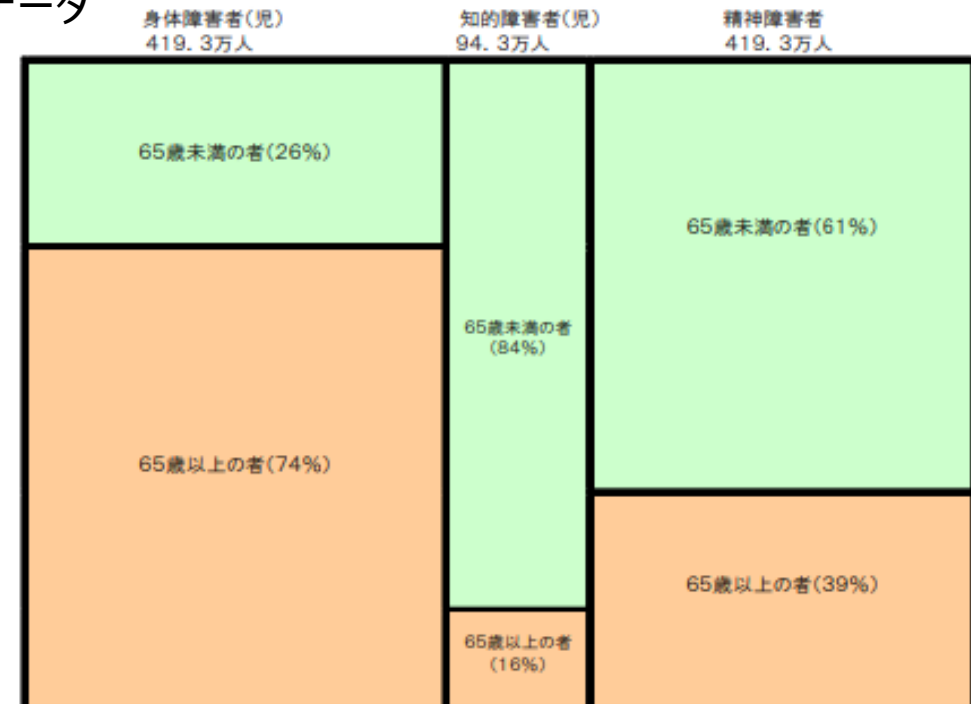 ータ
身体障害者(児)
419.3万人
知的障害者(児)
94.3万人
精神障害者
419.3万人
65歳未満の者(26%)
65歳以上の者(74%)
65歳未満の者
(84%)
65歳以上の者
(16%)
65歳未満の者(61%)
65歳以上の者(39%)